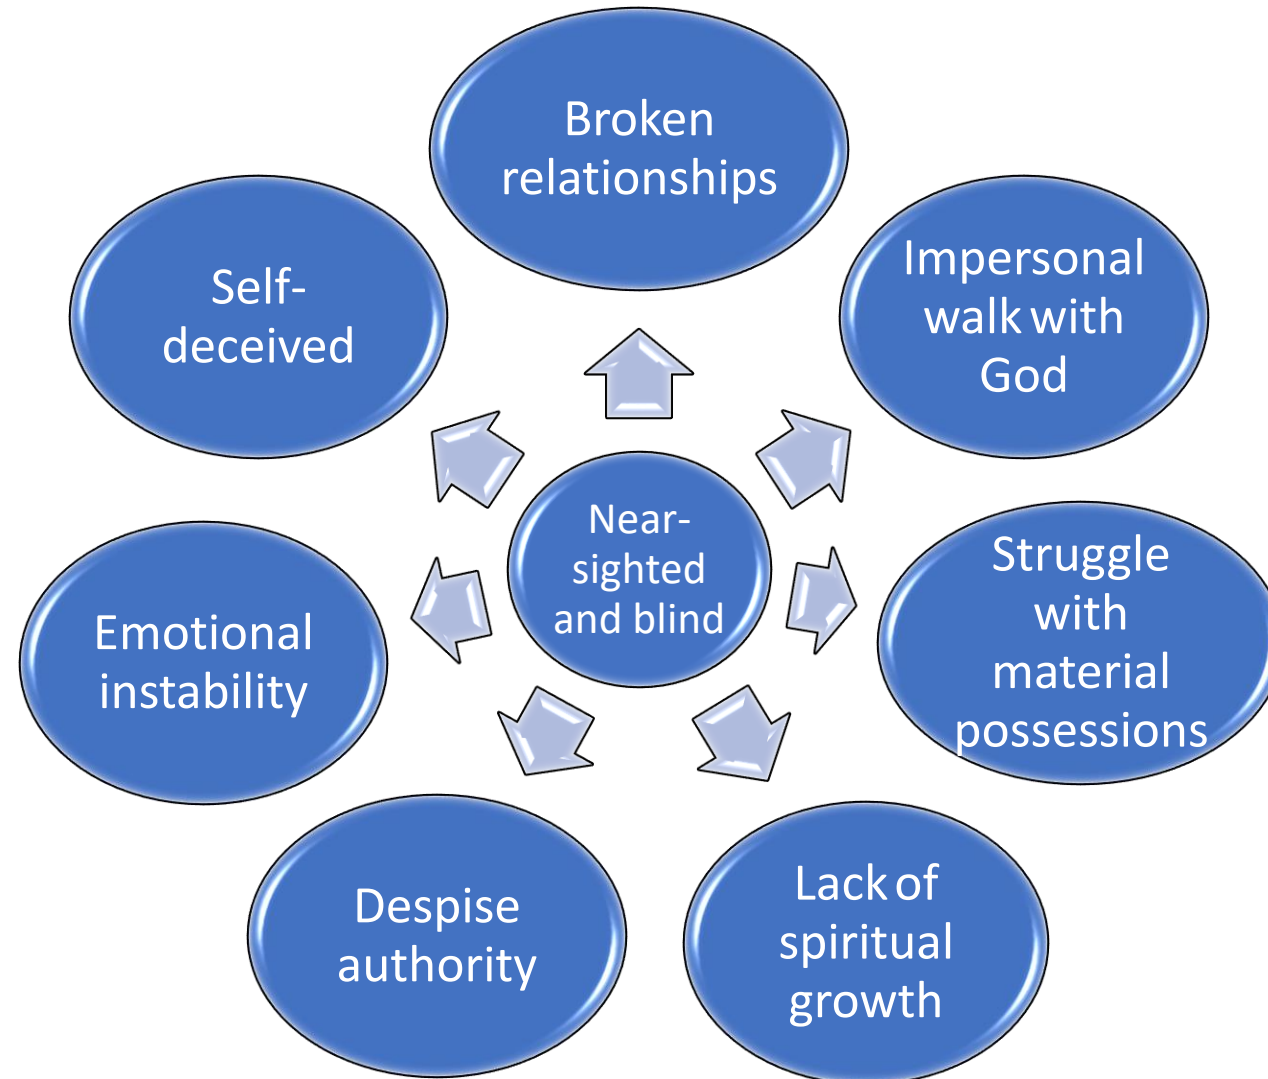 Broken
relationships
Impersonal
walk with
God
Struggle
with
material
possessions
Lack of
spiritual
growth
Despise
authority
Emotional
instability
Self-
deceived
Near-
sighted
and blind